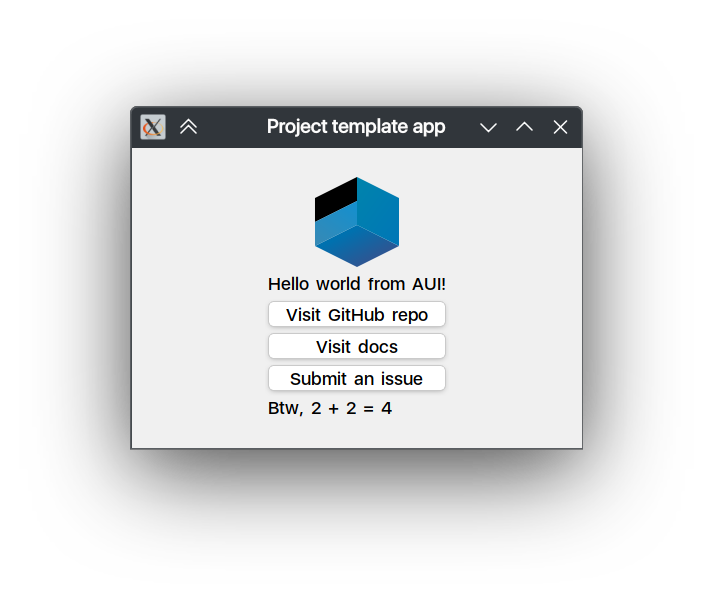 Project template app
Hello world from AUI!
Visit GitHub repo
Visit docs
Submit an issue
Btw, 2 + 2 = 4